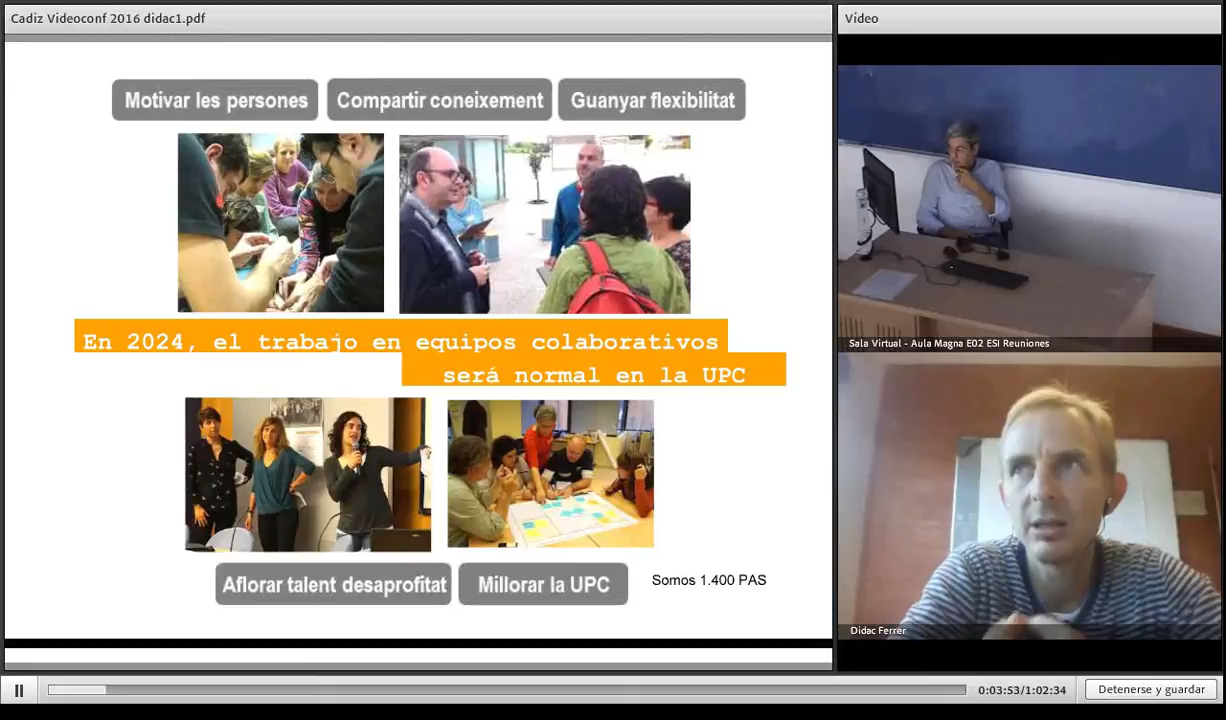 Cadiz Videoconf 2016 didac1.pdf
Vídeo
Motivar les persones
Compartir coneixement
Guanyar flexibilitat
En 2024, el trabajo en equipos colaborativos
será normal en la UPC
Aflorar talent desaprofitat
Millorar la UPC
Somos 1.400 PAS
Sala Virtual - Aula Magna E02 ESI Reuniones
Didac Ferrer
0:03:53/1:02:34
Detenerse y guardar